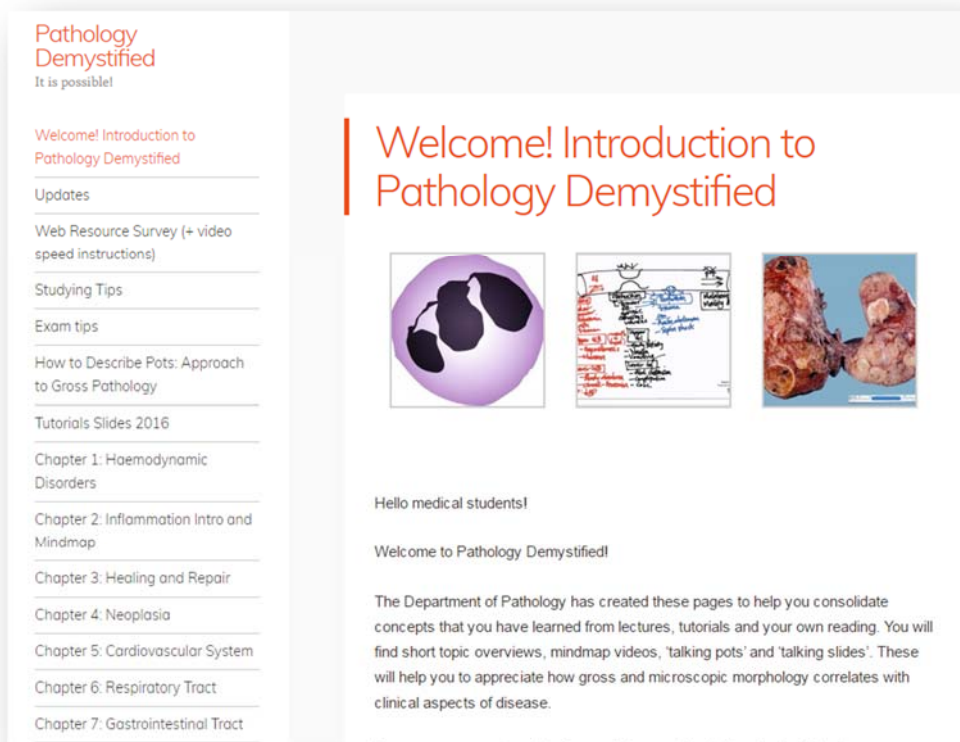 Pathology
Demystified
It is possible!
Welcome! Introduction to
Pathology Demystified
Updates
Web Resource Survey (+ video
speed instructions)
Studying Tips
Exam tips
How to Describe Pots: Approach
to Gross Pathology
Tutorials Slides 2016
Chapter 1: Haemodynamic
Disorders
Chapter 2: Inflammation Intro and
Mindmap
Chapter 3: Healing and Repair
Chapter 4: Neoplasia
Chapter 5: Cardiovascular System
Chapter 6: Respiratory Tract
Chapter 7: Gastrointestinal Tract
Welcome! Introduction to
Pathology Demystified
Hello medical students!
Welcome to Pathology Demystified!
The Department of Pathology has created these pages to help you consolidate
concepts that you have learned from lectures, tutorials and your own reading. You will
find short topic overviews, mindmap videos, 'talking pots' and 'talking slides'. These
will help you to appreciate how gross and microscopic morphology correlates with
clinical aspects of disease.